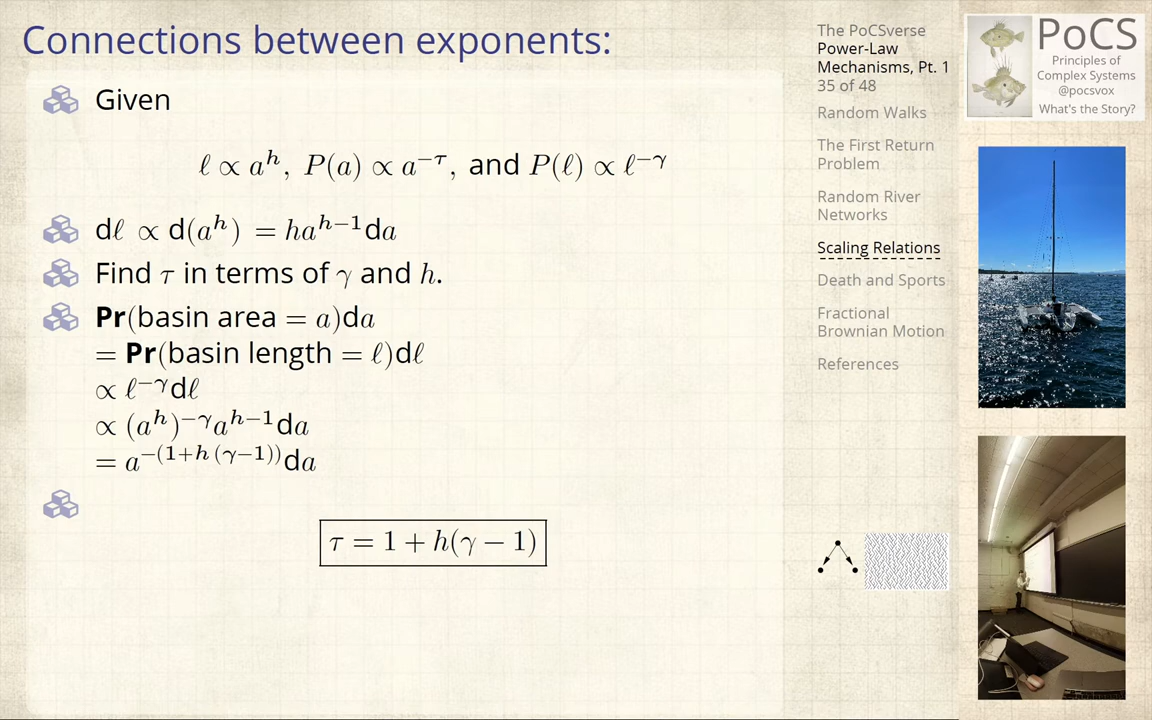 Connections between exponents:
Given
ℓ ∝ a^h, P(a) ∝ a^{−τ}, and P(ℓ) ∝ ℓ^{−γ}
dℓ ∝ d(a^h) = ha^{h−1}da
Find τ in terms of γ and h.
Pr(basin area = a)da
= Pr(basin length = ℓ)dℓ
∝ ℓ^{−γ}dℓ
∝ (a^h)^{−γ}a^{h−1}da
= a^{−(1+h (γ−1))}da
τ = 1 + h(γ − 1)
The PoCSverse
Power-Law
Mechanisms, Pt. 1
35 of 48
Random Walks
The First Return
Problem
Random River
Networks
Scaling Relations
Death and Sports
Fractional
Brownian Motion
References
PoCS
Principles of
Complex Systems
@pocsvox
What's the Story?